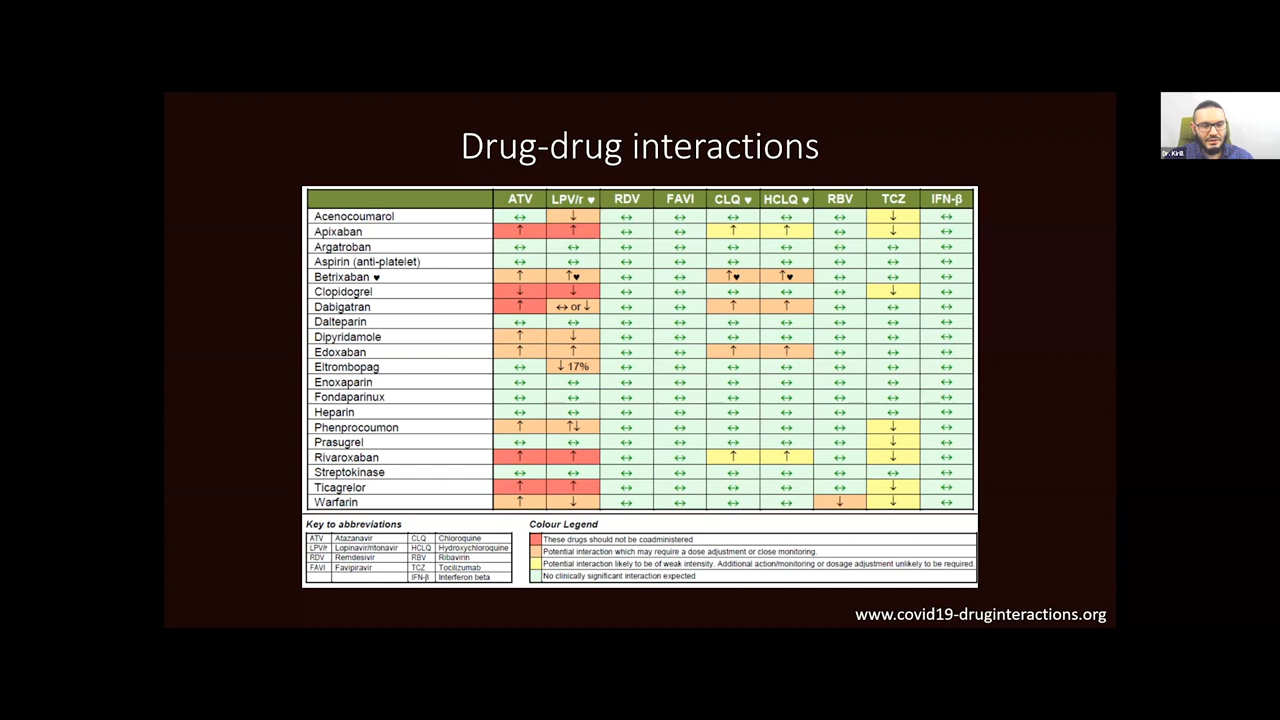 Drug-drug interactions
ATV LPV/r ♥ RDV FAVI CLQ ♥ HCLQ ♥ RBV TCZ IFN-β
Acenocoumarol ↔ ↓ ↔ ↔ ↔ ↔ ↔ ↓ ↔
Apixaban ↑ ↑ ↔ ↔ ↑ ↑ ↔ ↓ ↔
Argatroban ↔ ↔ ↔ ↔ ↔ ↔ ↔ ↔ ↔
Aspirin (anti-platelet) ↔ ↔ ↔ ↔ ↔ ↔ ↔ ↔ ↔
Betrixaban ♥ ↑ ↑♥ ↔ ↔ ↑♥ ↑♥ ↔ ↔ ↔
Clopidogrel ↓ ↓ ↔ ↔ ↔ ↔ ↔ ↓ ↔
Dabigatran ↑ ↔ or ↓ ↔ ↔ ↑ ↑ ↔ ↔ ↔
Dalteparin ↔ ↔ ↔ ↔ ↔ ↔ ↔ ↔ ↔
Dipyridamole ↑ ↓ ↔ ↔ ↔ ↔ ↔ ↔ ↔
Edoxaban ↑ ↑ ↔ ↔ ↑ ↑ ↔ ↔ ↔
Eltrombopag ↔ ↓ 17% ↔ ↔ ↔ ↔ ↔ ↔ ↔
Enoxaparin ↔ ↔ ↔ ↔ ↔ ↔ ↔ ↔ ↔
Fondaparinux ↔ ↔ ↔ ↔ ↔ ↔ ↔ ↔ ↔
Heparin ↔ ↔ ↔ ↔ ↔ ↔ ↔ ↔ ↔
Phenprocoumon ↑ ↑↓ ↔ ↔ ↔ ↔ ↔ ↓ ↔
Prasugrel ↔ ↔ ↔ ↔ ↔ ↔ ↔ ↓ ↔
Rivaroxaban ↑ ↑ ↔ ↔ ↑ ↑ ↔ ↓ ↔
Streptokinase ↔ ↔ ↔ ↔ ↔ ↔ ↔ ↔ ↔
Ticagrelor ↑ ↑ ↔ ↔ ↔ ↔ ↔ ↓ ↔
Warfarin ↑ ↓ ↔ ↔ ↔ ↔ ↓ ↓ ↔
Key to abbreviations
ATV Atazanavir CLQ Chloroquine
LPV/r Lopinavir/ritonavir HCLQ Hydroxychloroquine
RDV Remdesivir RBV Ribavirin
FAVI Favipiravir TCZ Tocilizumab
IFN-β Interferon beta
Colour Legend
These drugs should not be coadministered
Potential interaction which may require a dose adjustment or close monitoring.
Potential interaction likely to be of weak intensity. Additional action/monitoring or dosage adjustment unlikely to be required.
No clinically significant interaction expected
www.covid19-druginteractions.org
Dr. Kirill